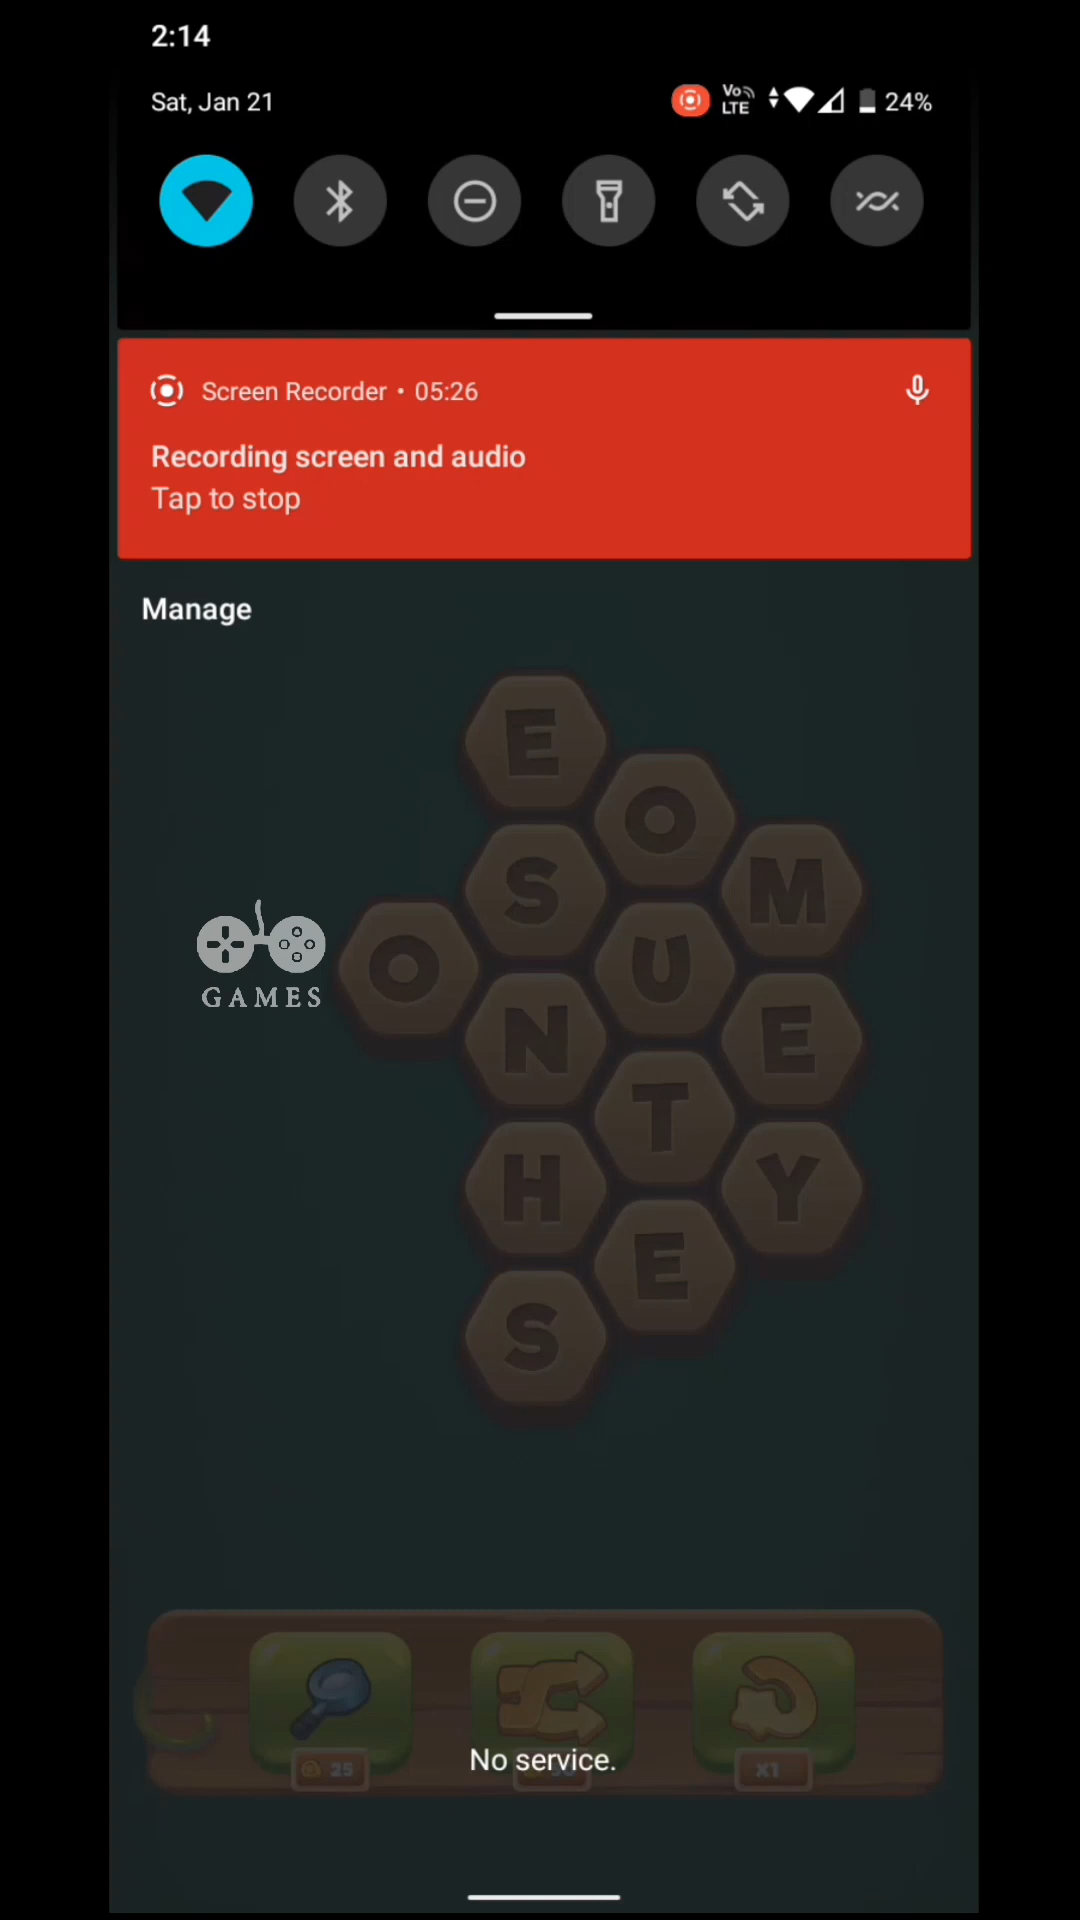 2:14
Sat, Jan 21
Vo
LTE
24%
Screen Recorder • 05:26
Recording screen and audio
Tap to stop
Manage
E
O
S
M
O
U
N
E
T
H
Y
E
S
GAMES
No service.
25
X1